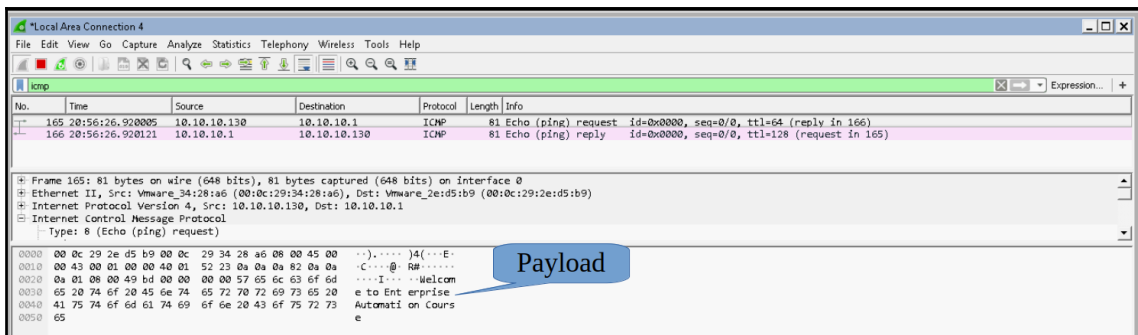 *Local Area Connection 4
File Edit View Go Capture Analyze Statistics Telephony Wireless Tools Help
icmp Expression... +
No. Time Source Destination Protocol Length Info
165 20:56:26.920005 10.10.10.130 10.10.10.1 ICMP 81 Echo (ping) request id=0x0000, seq=0/0, ttl=64 (reply in 166)
166 20:56:26.920121 10.10.10.1 10.10.10.130 ICMP 81 Echo (ping) reply id=0x0000, seq=0/0, ttl=128 (request in 165)
Frame 165: 81 bytes on wire (648 bits), 81 bytes captured (648 bits) on interface 0
Ethernet II, Src: Vmware_34:28:a6 (00:0c:29:34:28:a6), Dst: Vmware_2e:d5:b9 (00:0c:29:2e:d5:b9)
Internet Protocol Version 4, Src: 10.10.10.130, Dst: 10.10.10.1
Internet Control Message Protocol
Type: 8 (Echo (ping) request)
0000 00 0c 29 2e d5 b9 00 0c 29 34 28 a6 08 00 45 00 ··).···· )4(···E·
0010 00 43 00 01 00 00 40 01 52 23 0a 0a 0a 82 0a 0a ·C····@· R#······
0020 0a 01 08 00 49 bd 00 00 00 00 57 65 6c 63 6f 6d ····I··· ··Welcom
0030 65 20 74 6f 20 45 6e 74 65 72 70 72 69 73 65 20 e to Ent erprise
0040 41 75 74 6f 6d 61 74 69 6f 6e 20 43 6f 75 72 73 Automati on Cours
0050 65 e
Payload